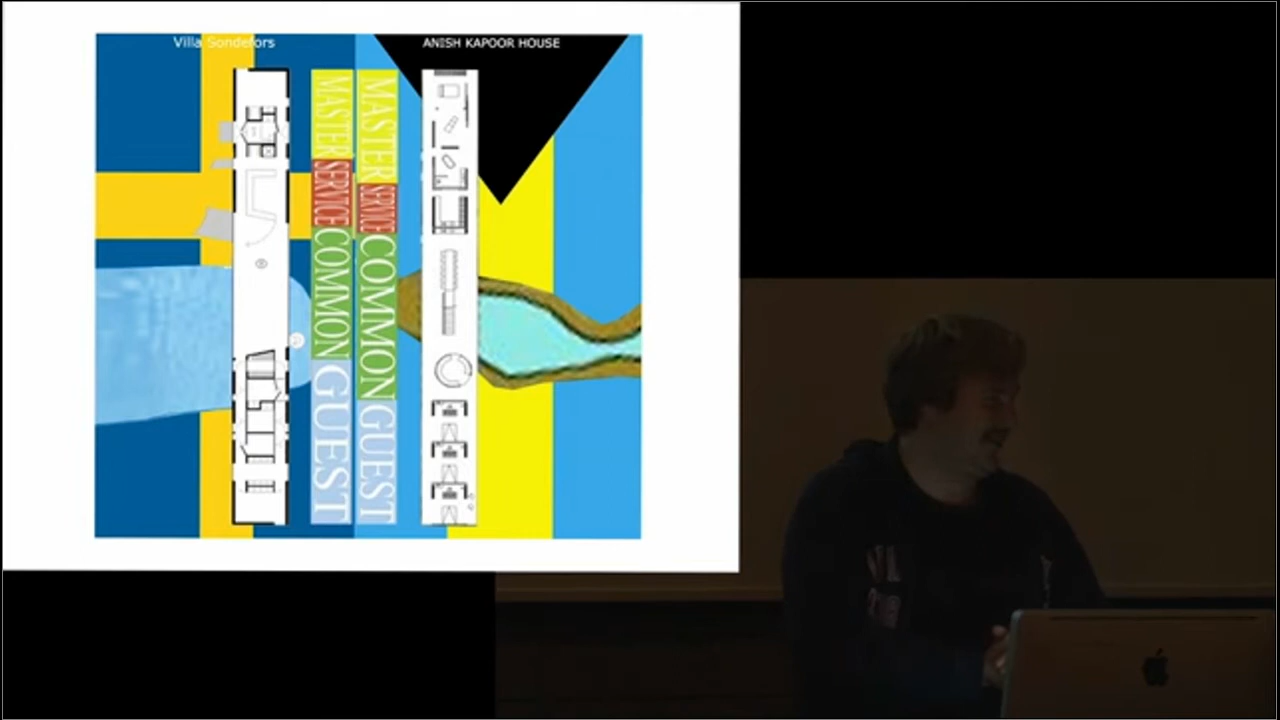 Villa Sondefors
ANISH KAPOOR HOUSE
MASTER
SERVICE
COMMON
GUEST
MASTER
SERVICE
COMMON
GUEST